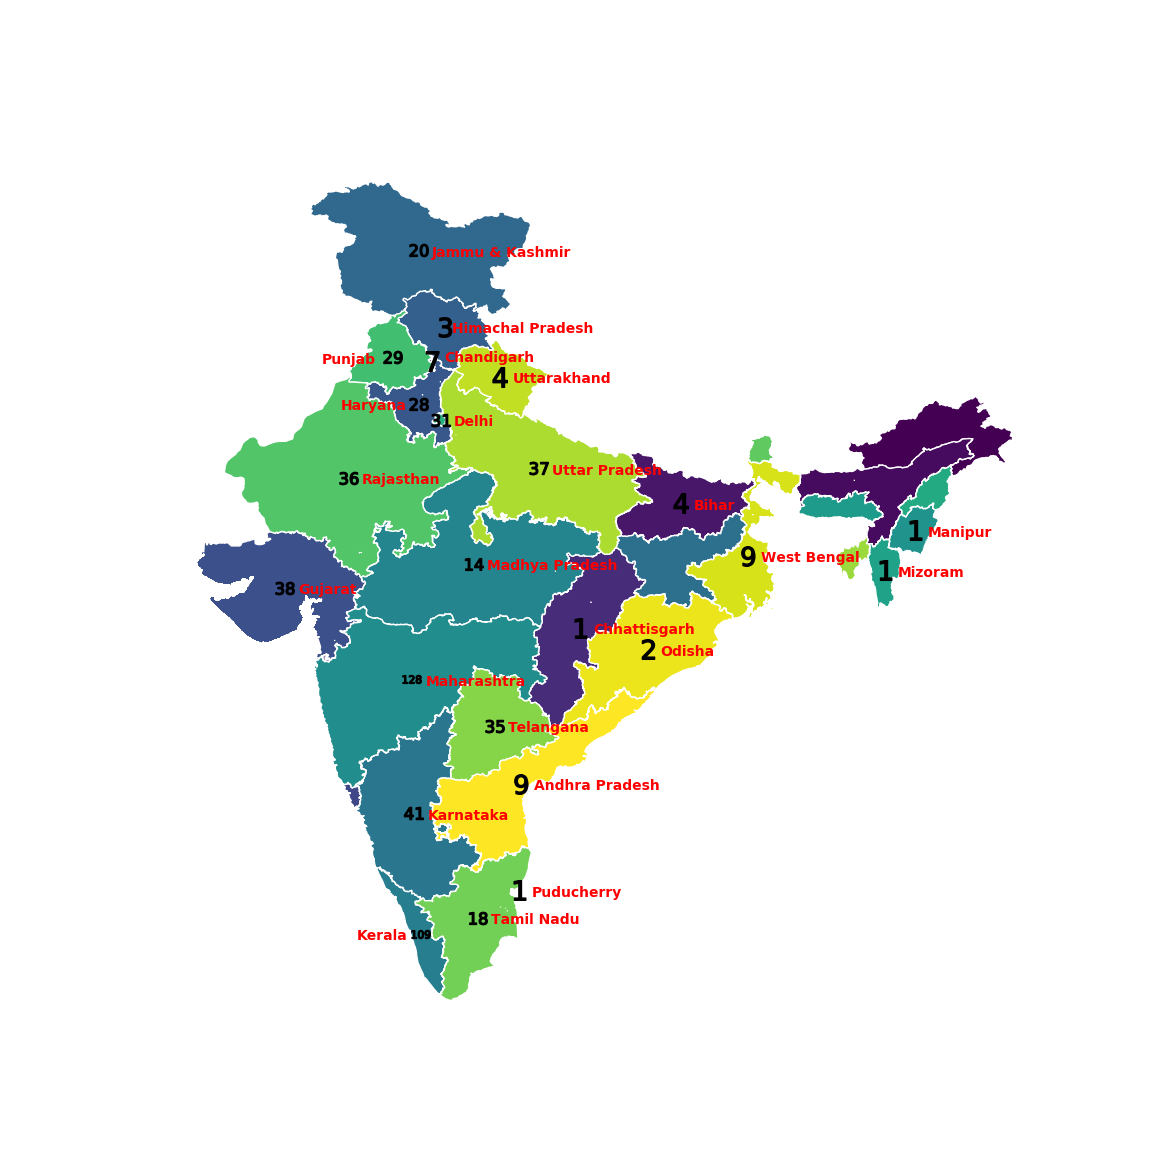 20 Jammu & Kashmir
3 Himachal Pradesh
7 Chandigarh
Punjab 29
4 Uttarakhand
Haryana 28
31 Delhi
37 Uttar Pradesh
36 Rajasthan
4 Bihar
1 Manipur
9 West Bengal
14 Madhya Pradesh
1 Mizoram
38 Gujarat
1 Chhattisgarh
2 Odisha
128 Maharashtra
35 Telangana
9 Andhra Pradesh
41 Karnataka
1 Puducherry
18 Tamil Nadu
Kerala 109